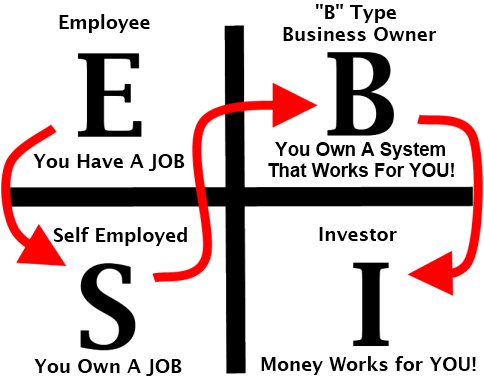 Employee
E
You Have A JOB
"B" Type
Business Owner
B
You Own A System
That Works For YOU!
Self Employed
S
You Own A JOB
Investor
I
Money Works for YOU!